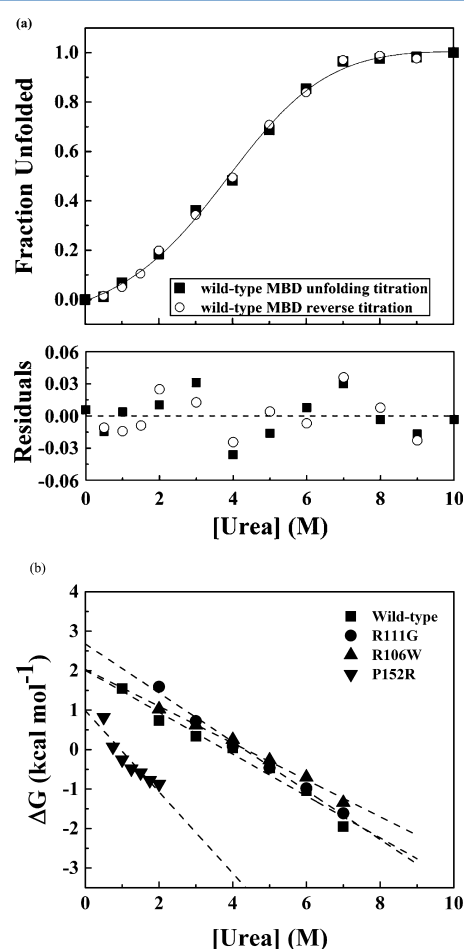 (a)
Fraction Unfolded
1.0
0.8
0.6
0.4
0.2
0.0
wild-type MBD unfolding titration
wild-type MBD reverse titration
Residuals
0.06
0.03
0.00
-0.03
-0.06
0 2 4 6 8 10
[Urea] (M)
(b)
ΔG (kcal mol⁻¹)
4
3
2
1
0
-1
-2
-3
Wild-type
R111G
R106W
P152R
0 2 4 6 8 10
[Urea] (M)